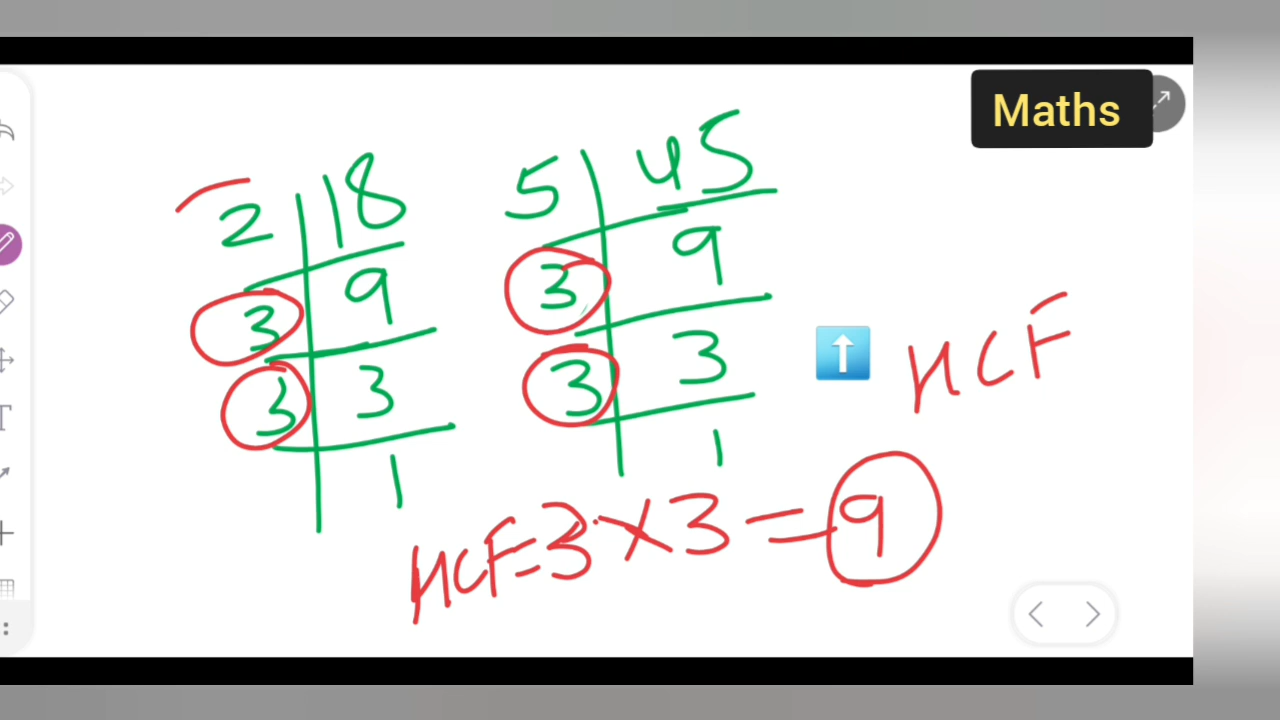 Maths
2 | 18
3 | 9
3 | 3
1
5 | 45
3 | 9
3 | 3
1
HCF
HCF=3×3=9